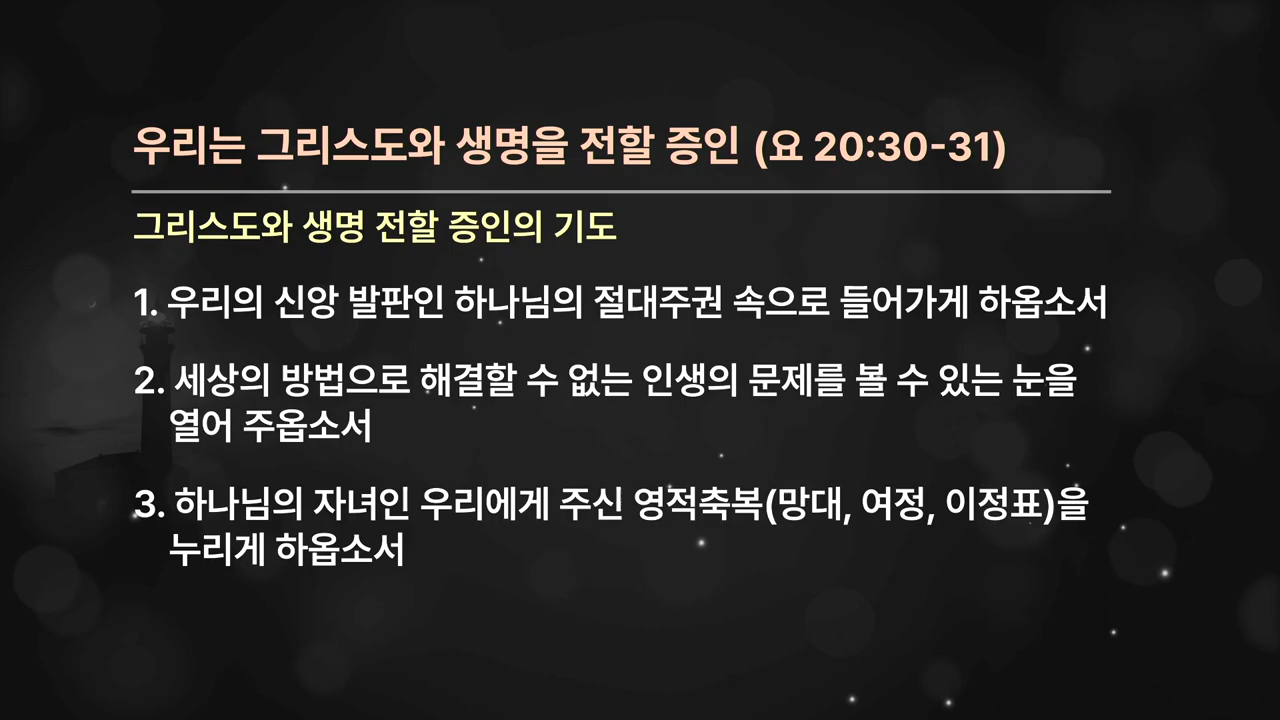 우리는 그리스도와 생명을 전할 증인 (요 20:30-31)
그리스도와 생명 전할 증인의 기도
1. 우리의 신앙 발판인 하나님의 절대주권 속으로 들어가게 하옵소서
2. 세상의 방법으로 해결할 수 없는 인생의 문제를 볼 수 있는 눈을
열어 주옵소서
3. 하나님의 자녀인 우리에게 주신 영적축복(망대, 여정, 이정표)을
누리게 하옵소서